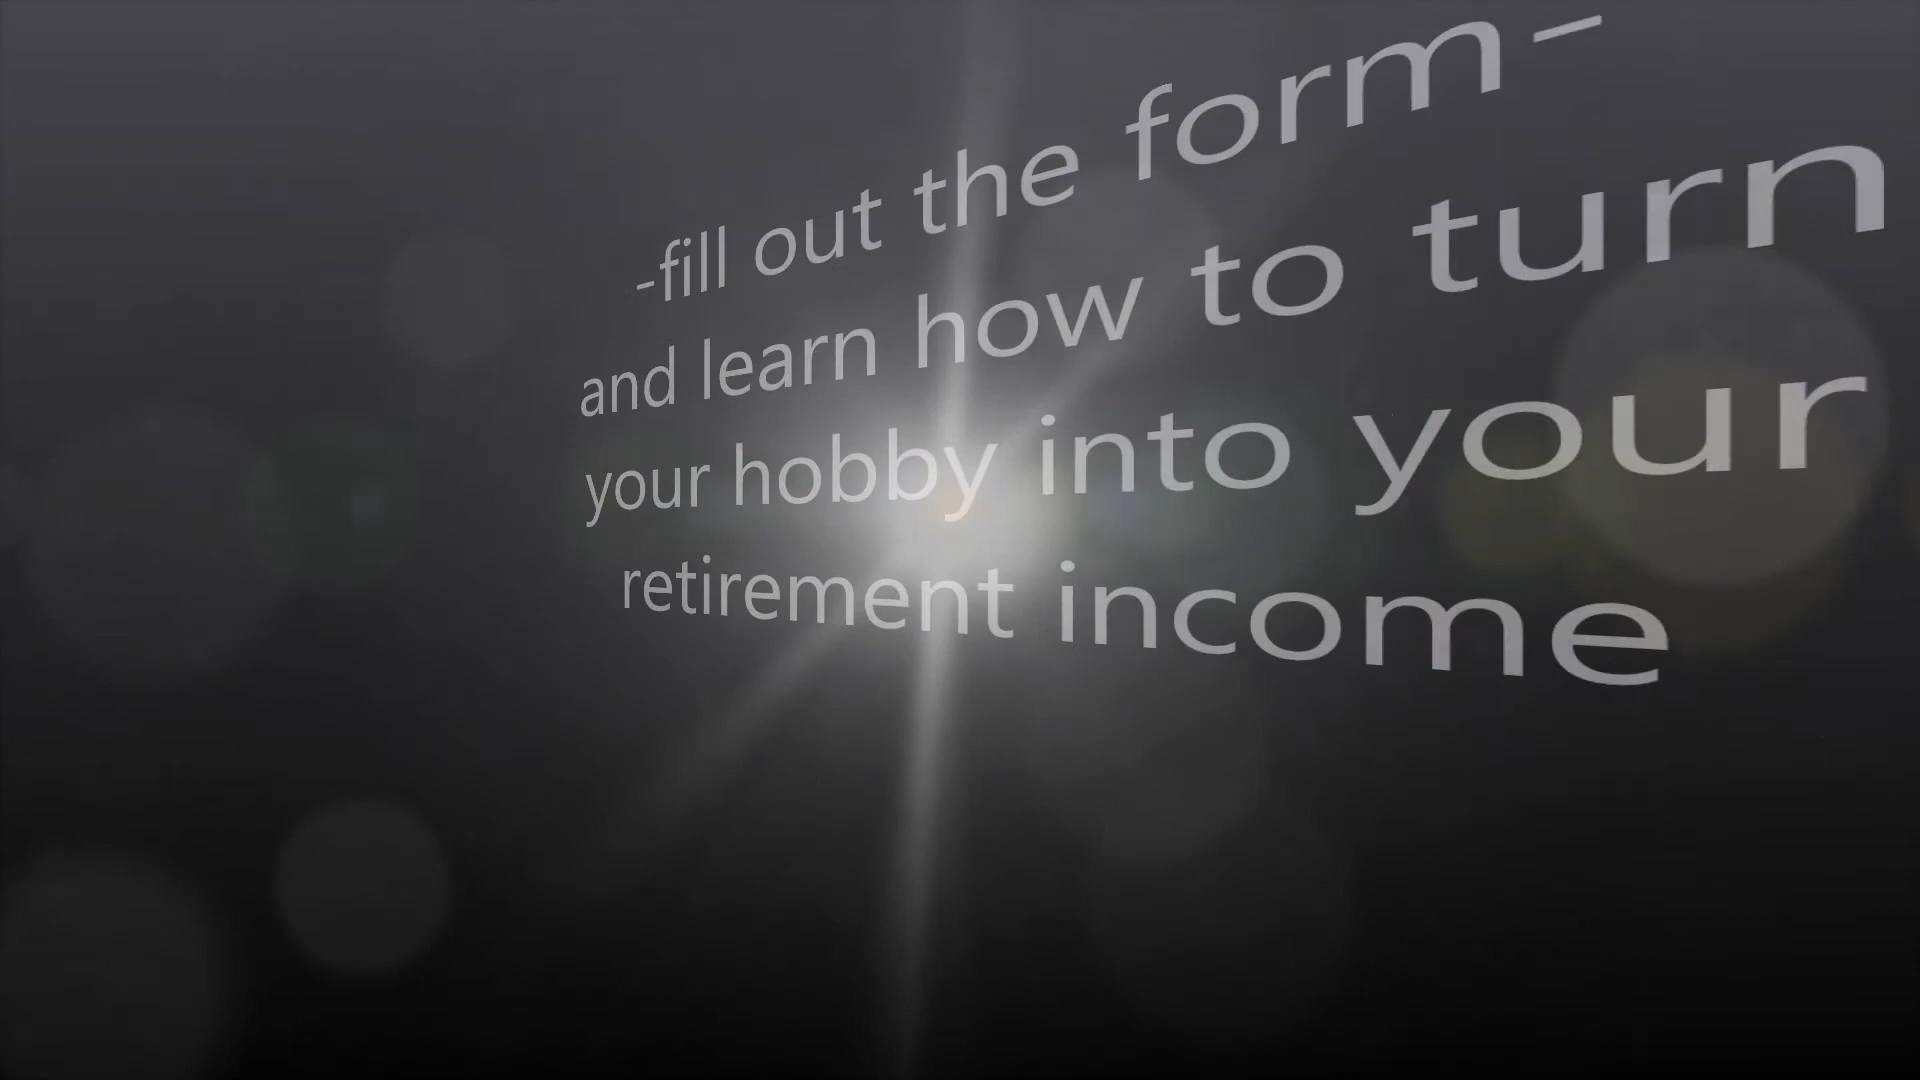 -fill out the form-
and learn how to turn
your hobby into your
retirement income